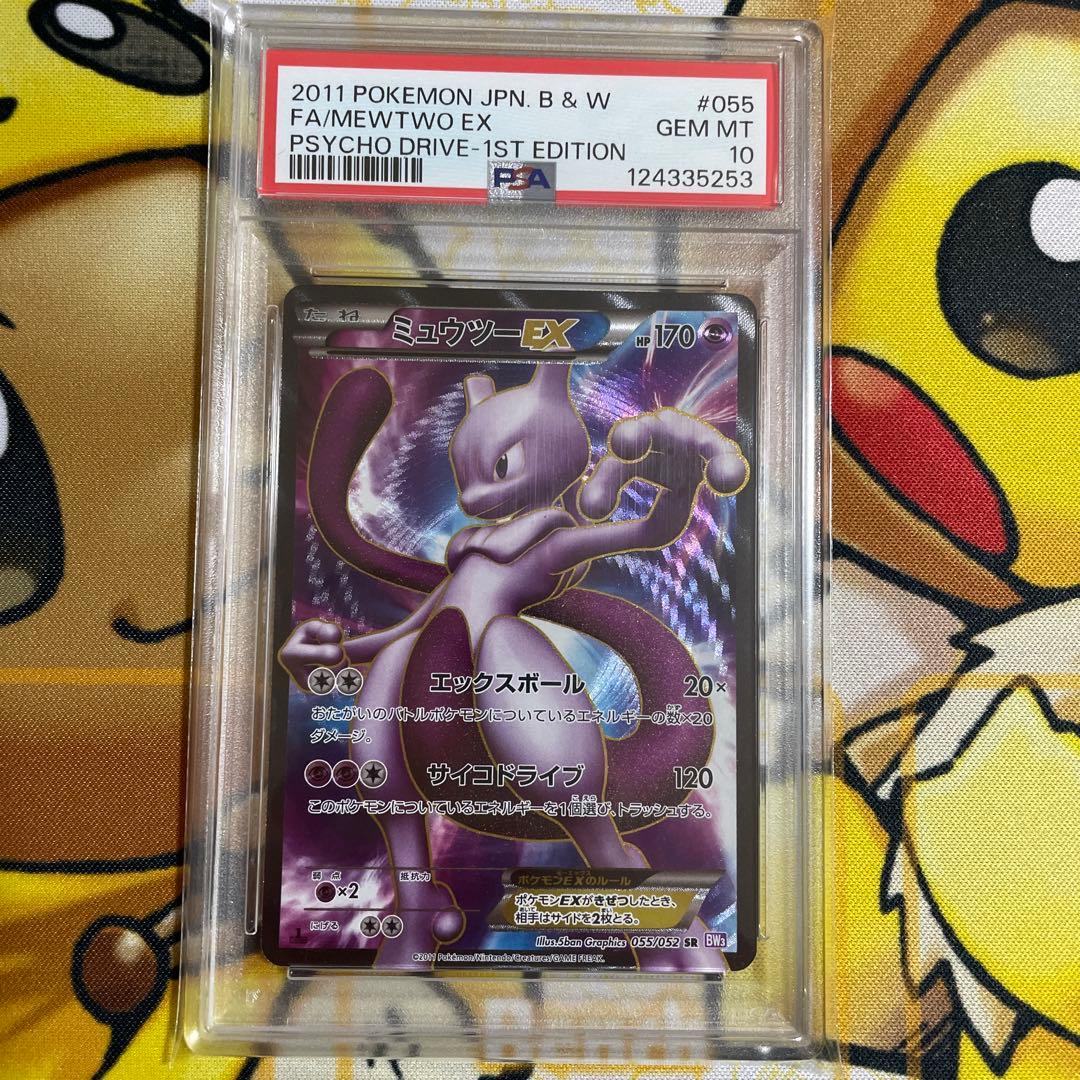 2011 POKEMON JPN. B & W #055
FA/MEWTWO EX GEM MT
PSYCHO DRIVE-1ST EDITION 10
PSA 124335253
たね ミュウツーEX HP170
エックスボール 20×
おたがいのバトルポケモンについているエネルギーの数×20
ダメージ。
サイコドライブ 120
このポケモンについているエネルギーを1個選び、トラッシュする。
弱点 抵抗力
×2
にげる
ポケモンEXのルール
ポケモンEXがきぜつしたとき、
相手はサイドを2枚とる。
Illus.5ban Graphics 055/052 SR BW3
©2011 Pokémon/Nintendo/Creatures/GAME FREAK.
Bench